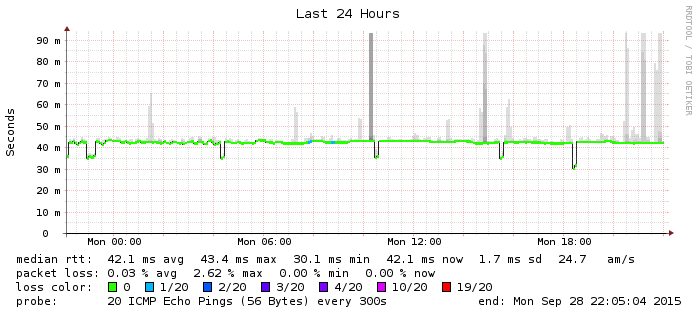 Last 24 Hours
RRDTOOL / TOBI OETIKER
Seconds
90 m
80 m
70 m
60 m
50 m
40 m
30 m
20 m
10 m
0
Mon 00:00 Mon 06:00 Mon 12:00 Mon 18:00
median rtt: 42.1 ms avg 43.4 ms max 30.1 ms min 42.1 ms now 1.7 ms sd 24.7 am/s
packet loss: 0.03 % avg 2.62 % max 0.00 % min 0.00 % now
loss color: 0 1/20 2/20 3/20 4/20 10/20 19/20
probe: 20 ICMP Echo Pings (56 Bytes) every 300s end: Mon Sep 28 22:05:04 2015